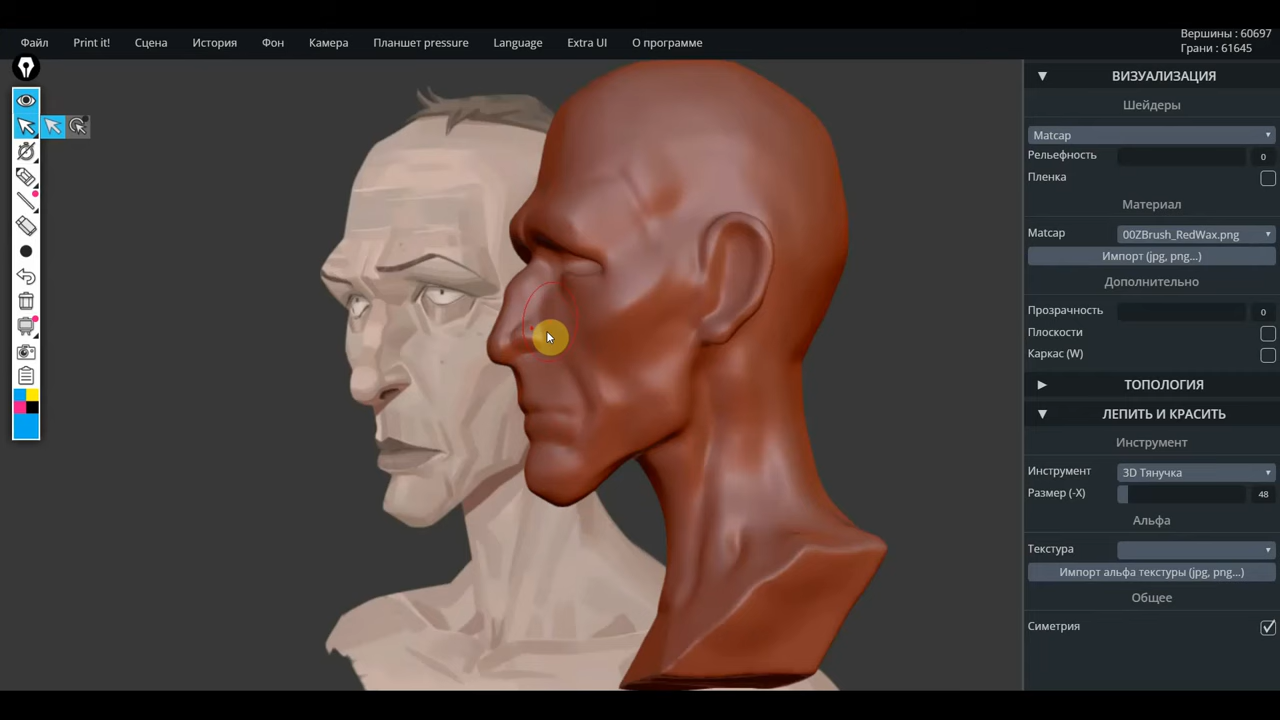 Файл Print it! Сцена История Фон Камера Планшет pressure Language Extra UI О программе
Вершины : 60697
Грани : 61645
ВИЗУАЛИЗАЦИЯ
Шейдеры
Matcap
Рельефность 0
Пленка
Материал
Matcap 00ZBrush_RedWax.png
Импорт (jpg, png...)
Дополнительно
Прозрачность 0
Плоскости
Каркас (W)
ТОПОЛОГИЯ
ЛЕПИТЬ И КРАСИТЬ
Инструмент
Инструмент 3D Тянучка
Размер (-X) 48
Альфа
Текстура
Импорт альфа текстуры (jpg, png...)
Общее
Симетрия